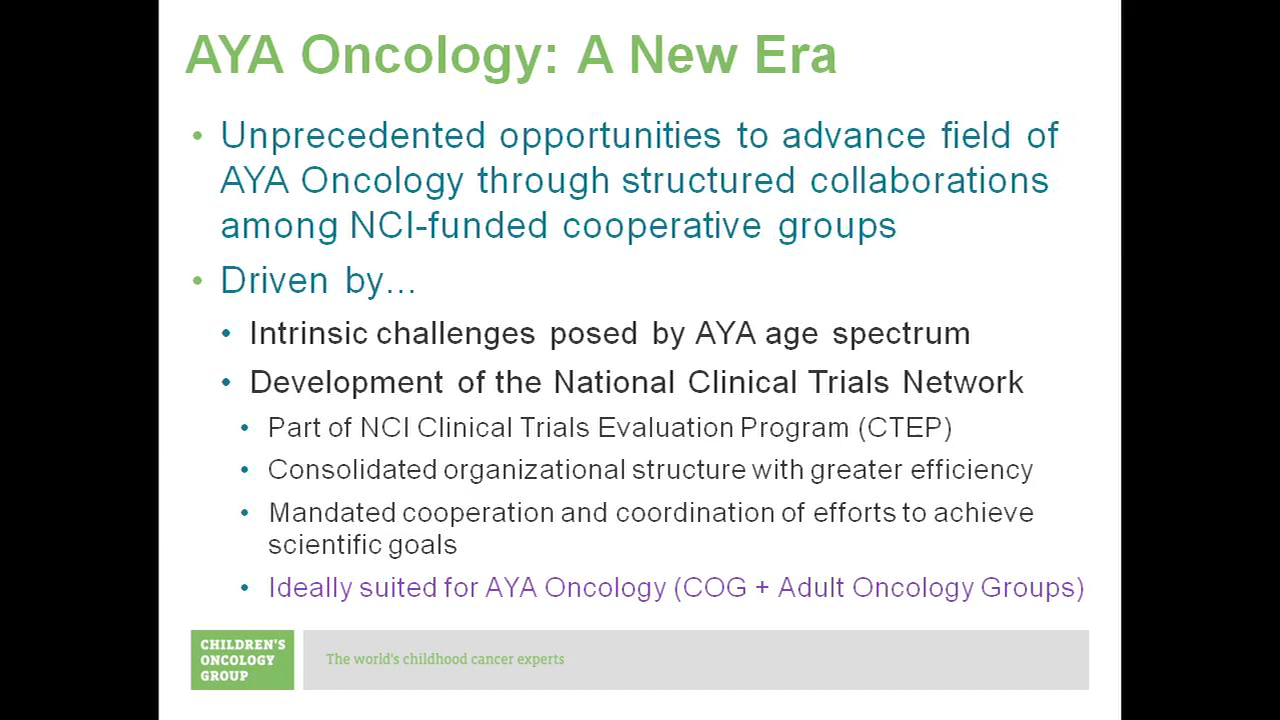 AYA Oncology: A New Era
• Unprecedented opportunities to advance field of
AYA Oncology through structured collaborations
among NCI-funded cooperative groups
• Driven by...
• Intrinsic challenges posed by AYA age spectrum
• Development of the National Clinical Trials Network
• Part of NCI Clinical Trials Evaluation Program (CTEP)
• Consolidated organizational structure with greater efficiency
• Mandated cooperation and coordination of efforts to achieve
scientific goals
• Ideally suited for AYA Oncology (COG + Adult Oncology Groups)
CHILDREN'S
ONCOLOGY
GROUP
The world's childhood cancer experts